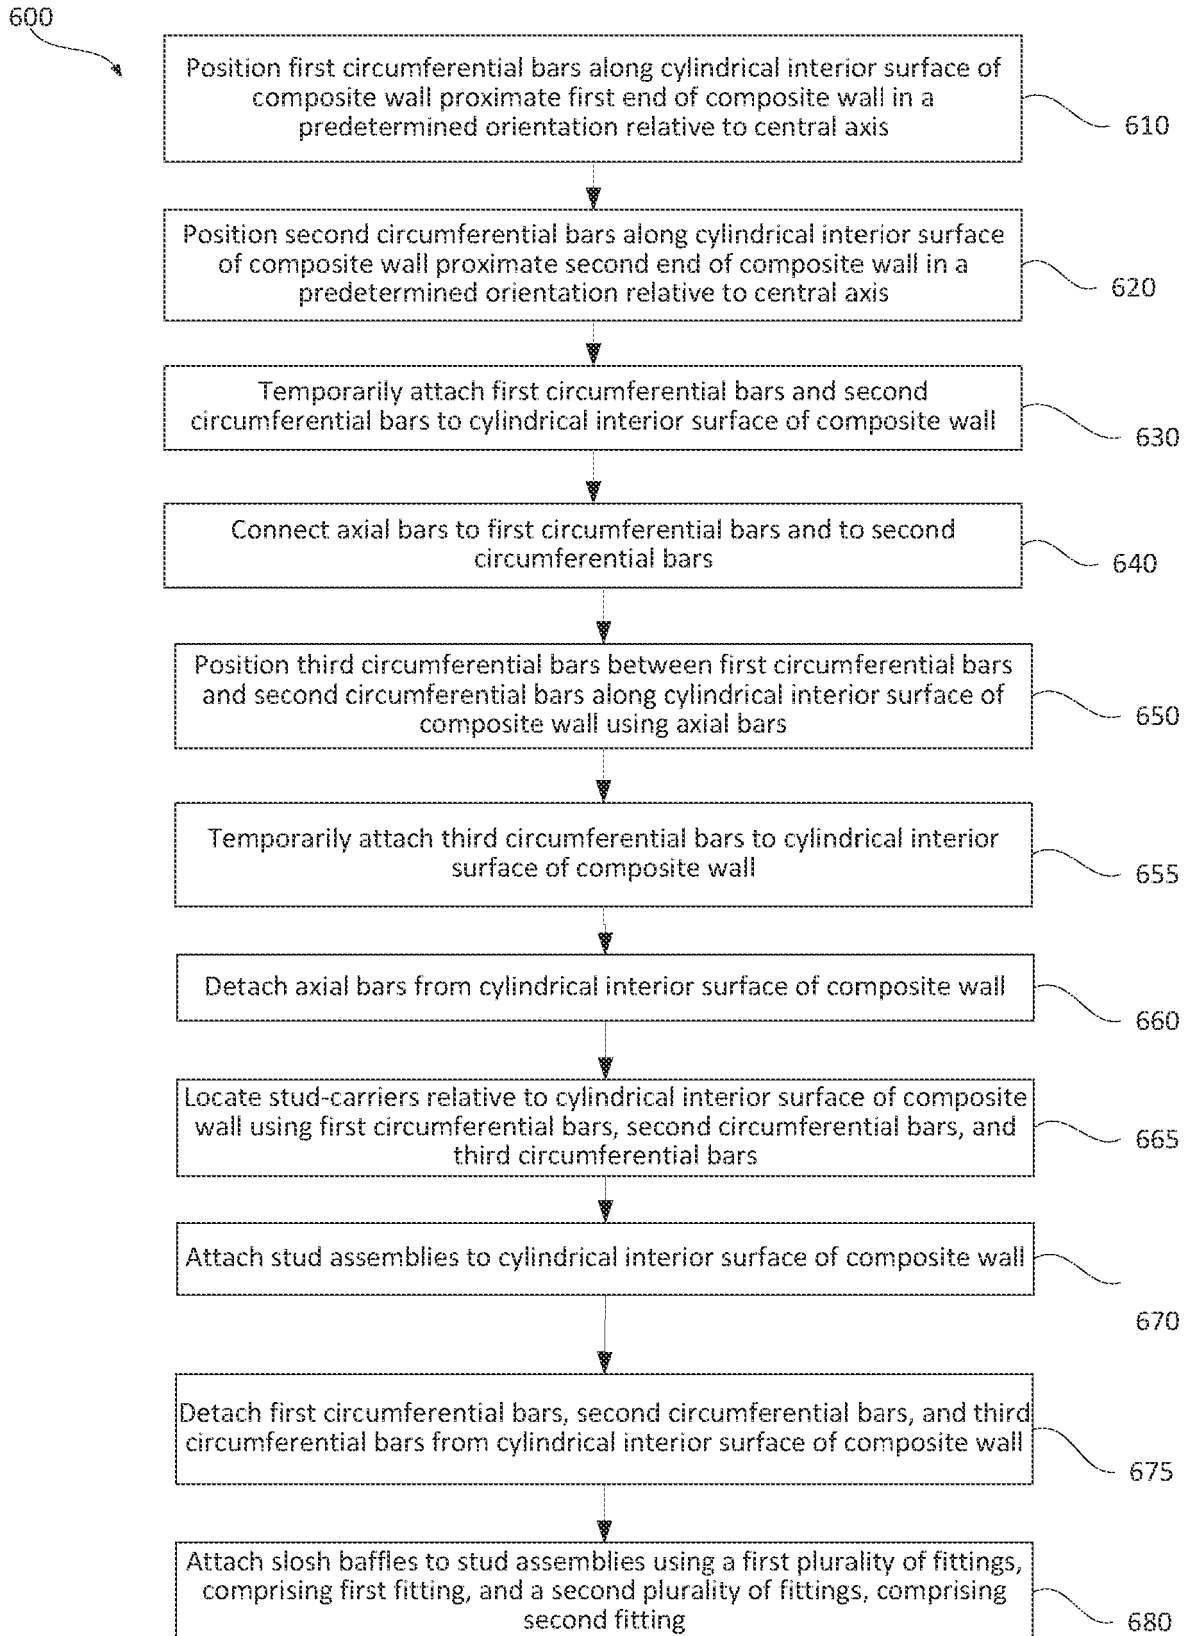 600
Position first circumferential bars along cylindrical interior surface of
composite wall proximate first end of composite wall in a
predetermined orientation relative to central axis
610
Position second circumferential bars along cylindrical interior surface
of composite wall proximate second end of composite wall in a
predetermined orientation relative to central axis
620
Temporarily attach first circumferential bars and second
circumferential bars to cylindrical interior surface of composite wall
630
Connect axial bars to first circumferential bars and to second
circumferential bars
640
Position third circumferential bars between first circumferential bars
and second circumferential bars along cylindrical interior surface of
composite wall using axial bars
650
Temporarily attach third circumferential bars to cylindrical interior
surface of composite wall
655
Detach axial bars from cylindrical interior surface of composite wall
660
Locate stud-carriers relative to cylindrical interior surface of composite
wall using first circumferential bars, second circumferential bars, and
third circumferential bars
665
Attach stud assemblies to cylindrical interior surface of composite wall
670
Detach first circumferential bars, second circumferential bars, and third
circumferential bars from cylindrical interior surface of composite wall
675
Attach slosh baffles to stud assemblies using a first plurality of fittings,
comprising first fitting, and a second plurality of fittings, comprising
second fitting
680